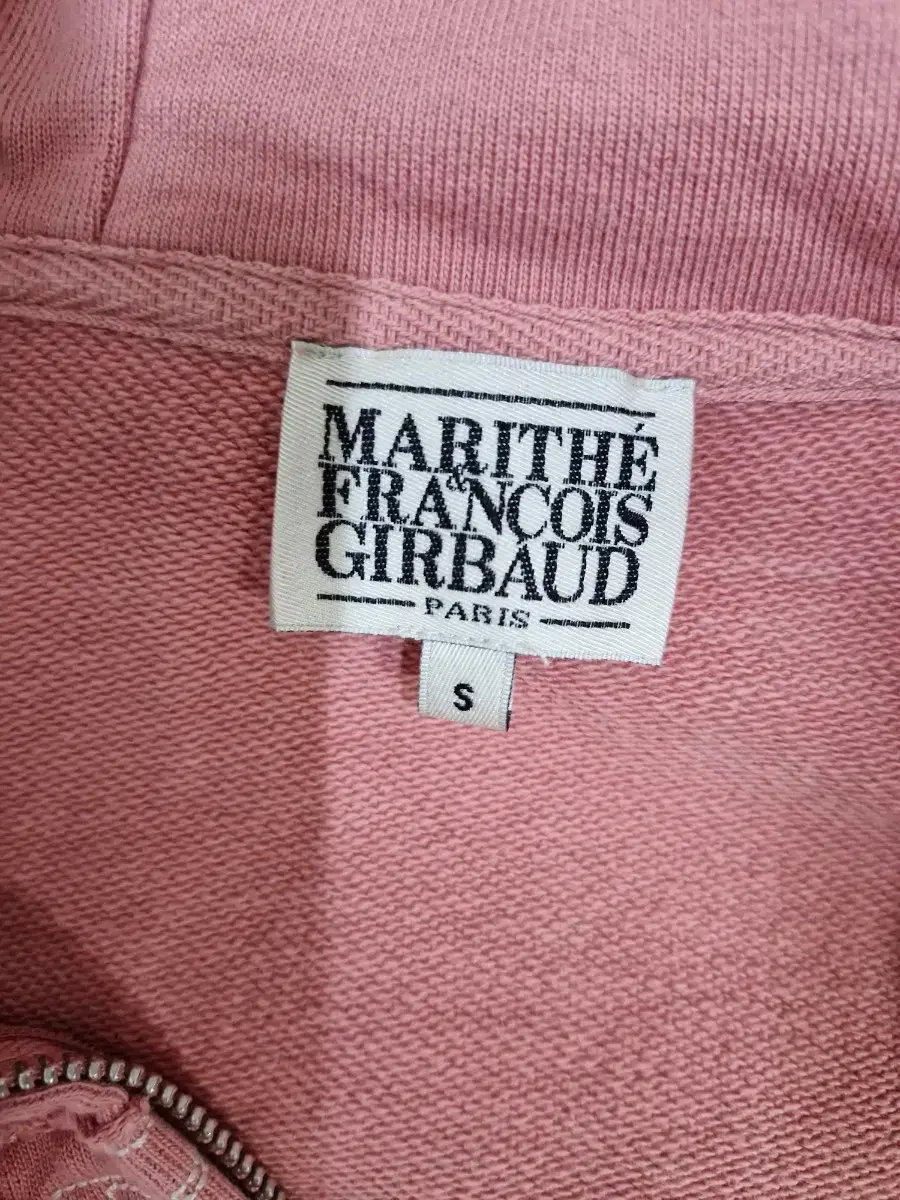 MARITHÉ
&
FRANÇOIS
GIRBAUD
PARIS
S